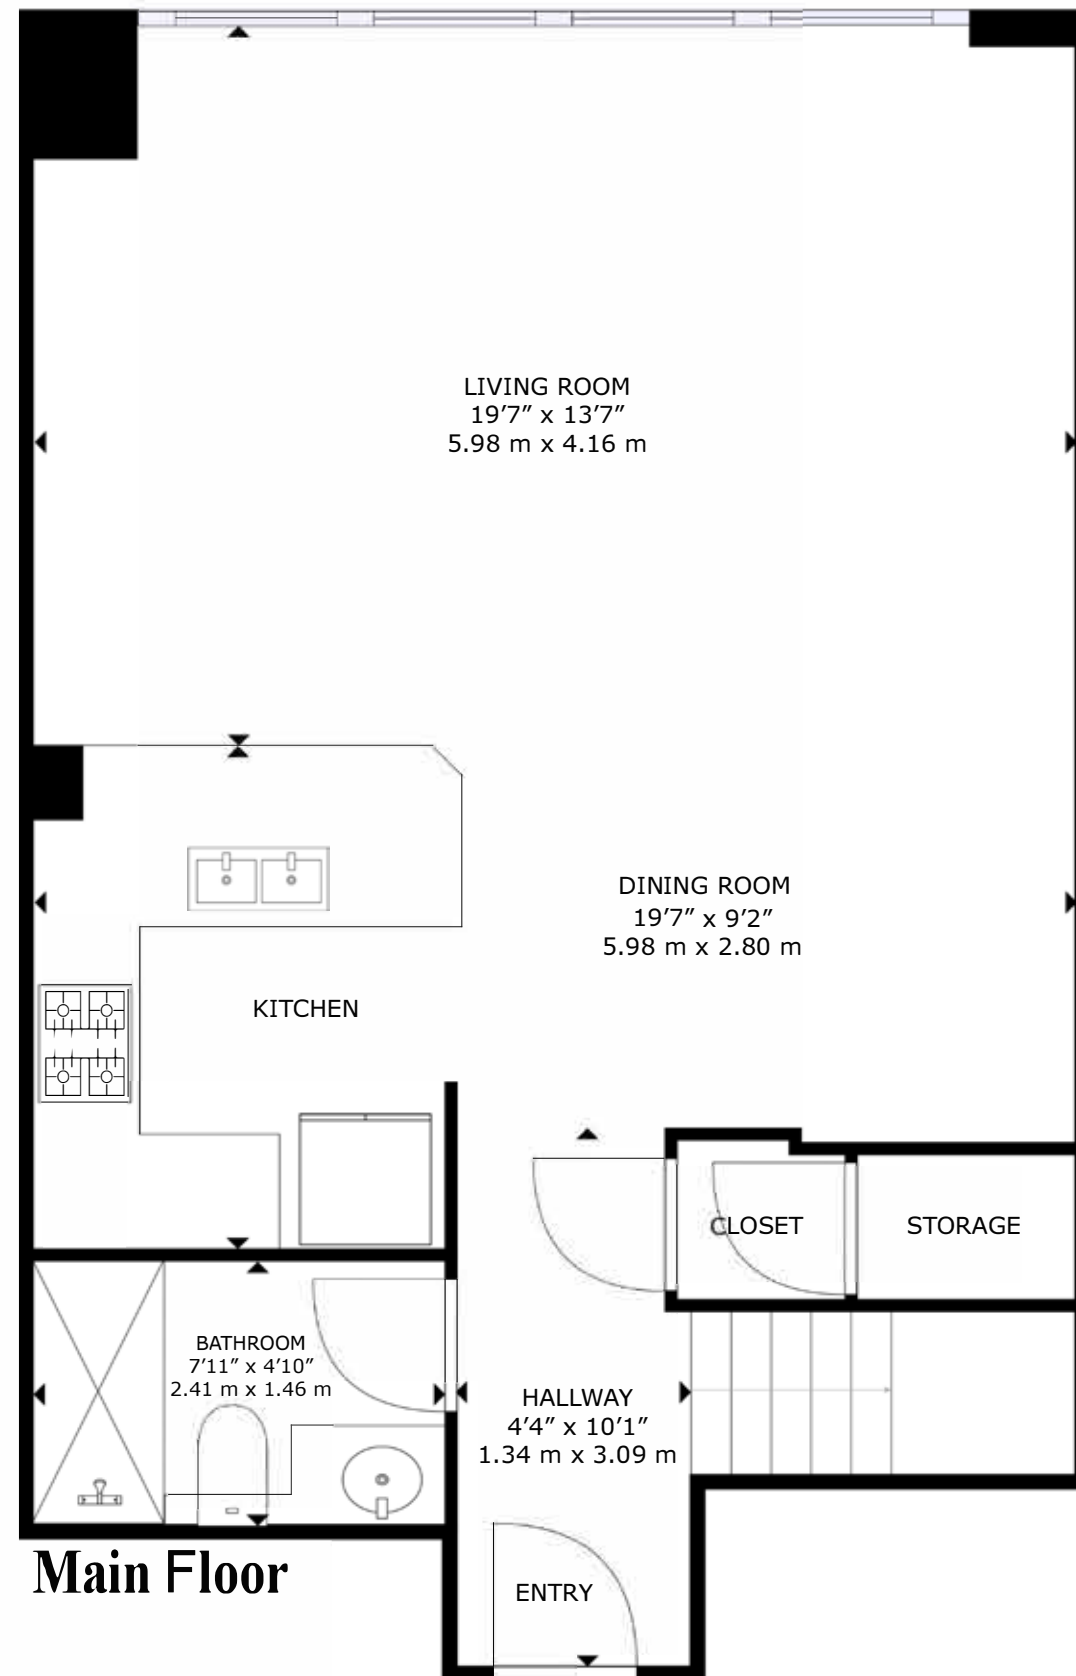 LIVING ROOM
19′7″ x 13′7″
5.98 m x 4.16 m
DINING ROOM
19′7″ x 9′2″
5.98 m x 2.80 m
KITCHEN
CLOSET
STORAGE
BATHROOM
7′11″ x 4′10″
2.41 m x 1.46 m
HALLWAY
4′4″ x 10′1″
1.34 m x 3.09 m
ENTRY
Main Floor